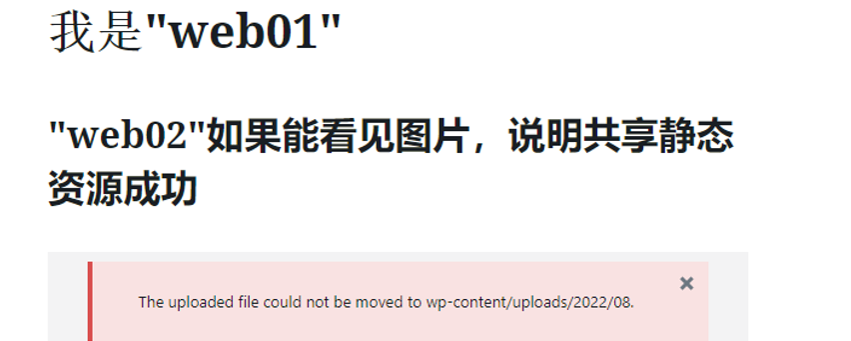 我是"web01"
"web02"如果能看见图片，说明共享静态
资源成功
The uploaded file could not be moved to wp-content/uploads/2022/08.